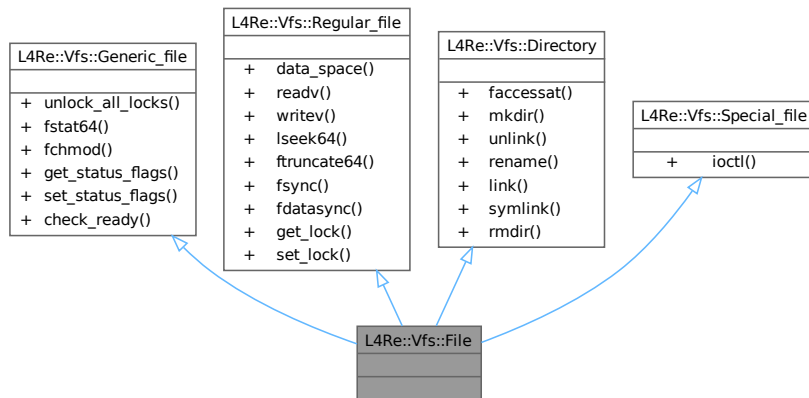 L4Re::Vfs::Generic_file
+ unlock_all_locks()
+ fstat64()
+ fchmod()
+ get_status_flags()
+ set_status_flags()
+ check_ready()
L4Re::Vfs::Regular_file
+ data_space()
+ readv()
+ writev()
+ lseek64()
+ ftruncate64()
+ fsync()
+ fdatasync()
+ get_lock()
+ set_lock()
L4Re::Vfs::Directory
+ faccessat()
+ mkdir()
+ unlink()
+ rename()
+ link()
+ symlink()
+ rmdir()
L4Re::Vfs::Special_file
+ ioctl()
L4Re::Vfs::File